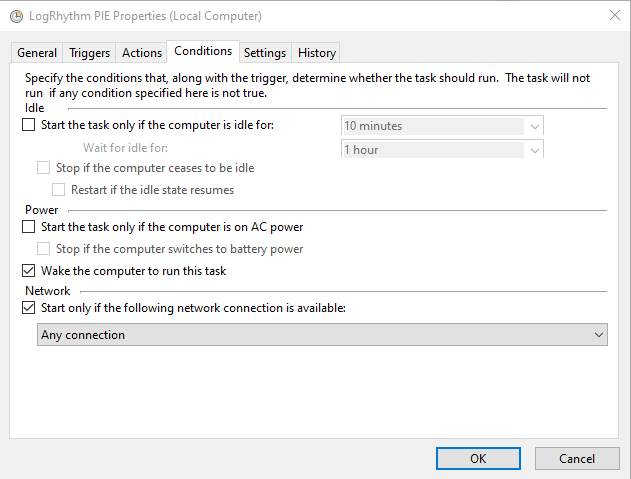 LogRhythm PIE Properties (Local Computer)
General Triggers Actions Conditions Settings History
Specify the conditions that, along with the trigger, determine whether the task should run. The task will not
run if any condition specified here is not true.
Idle
Start the task only if the computer is idle for: 10 minutes
Wait for idle for: 1 hour
Stop if the computer ceases to be idle
Restart if the idle state resumes
Power
Start the task only if the computer is on AC power
Stop if the computer switches to battery power
Wake the computer to run this task
Network
Start only if the following network connection is available:
Any connection
OK Cancel